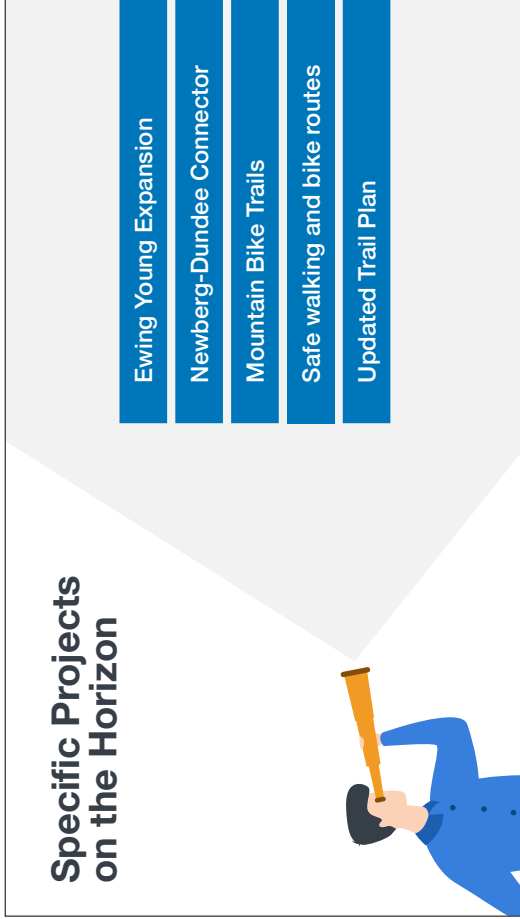 Specific Projects
on the Horizon
Ewing Young Expansion
Newberg-Dundee Connector
Mountain Bike Trails
Safe walking and bike routes
Updated Trail Plan